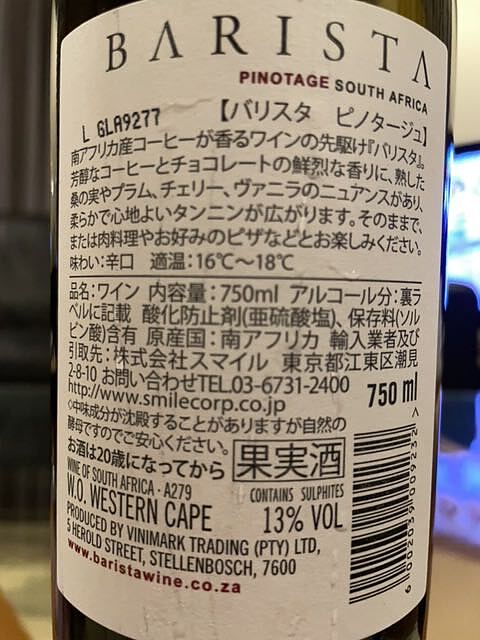 BARISTA
PINOTAGE SOUTH AFRICA
L GLA9277 【バリスタ ピノタージュ】
南アフリカ産コーヒーが香るワインの先駆け『バリスタ』。
芳醇なコーヒーとチョコレートの鮮烈な香りに、熟した
桑の実やプラム、チェリー、ヴァニラのニュアンスがあり、
柔らかで心地よいタンニンが広がります。そのままで、
または肉料理やお好みのピザなどとお楽しみください。
味わい:辛口 適温:16℃〜18℃
品名:ワイン 内容量:750ml アルコール分:裏ラ
ベルに記載 酸化防止剤(亜硫酸塩)、保存料(ソル
ビン酸)含有 原産国:南アフリカ 輸入業者及び
引取先:株式会社スマイル 東京都江東区潮見
2-8-10 お問い合わせTEL.03-6731-2400
http://www.smilecorp.co.jp
750 ml
◇中味成分が沈殿することがありますが自然の
酵母ですのでご安心ください。
お酒は20歳になってから
果実酒
WINE OF SOUTH AFRICA - A279
CONTAINS SULPHITES
W.O. WESTERN CAPE
13% VOL
PRODUCED BY VINIMARK TRADING (PTY) LTD,
5 HEROLD STREET, STELLENBOSCH, 7600
www.baristawine.co.za
6 002039 009232 >